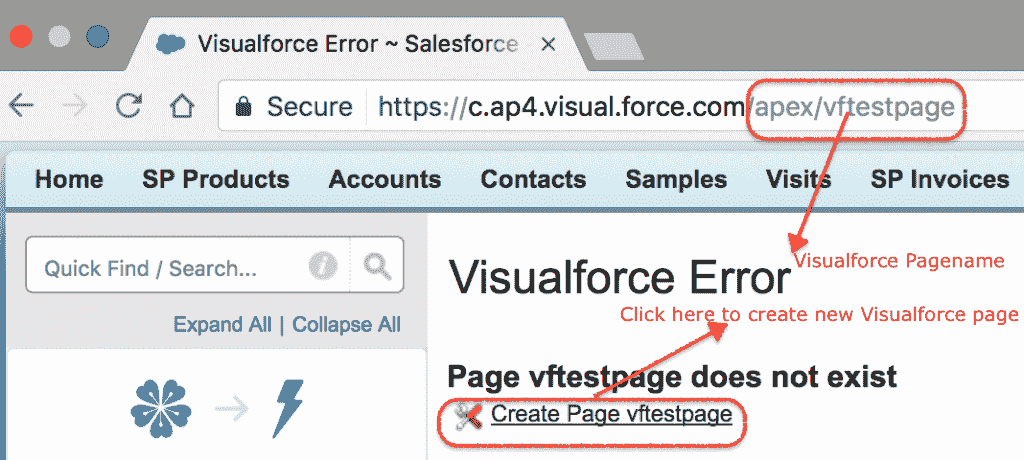 Visualforce Error ~ Salesforce
Secure https://c.ap4.visual.force.com/apex/vftestpage
Home SP Products Accounts Contacts Samples Visits SP Invoices
Quick Find / Search...
Expand All | Collapse All
Visualforce Error
Visualforce Pagename
Click here to create new Visualforce page
Page vftestpage does not exist
Create Page vftestpage